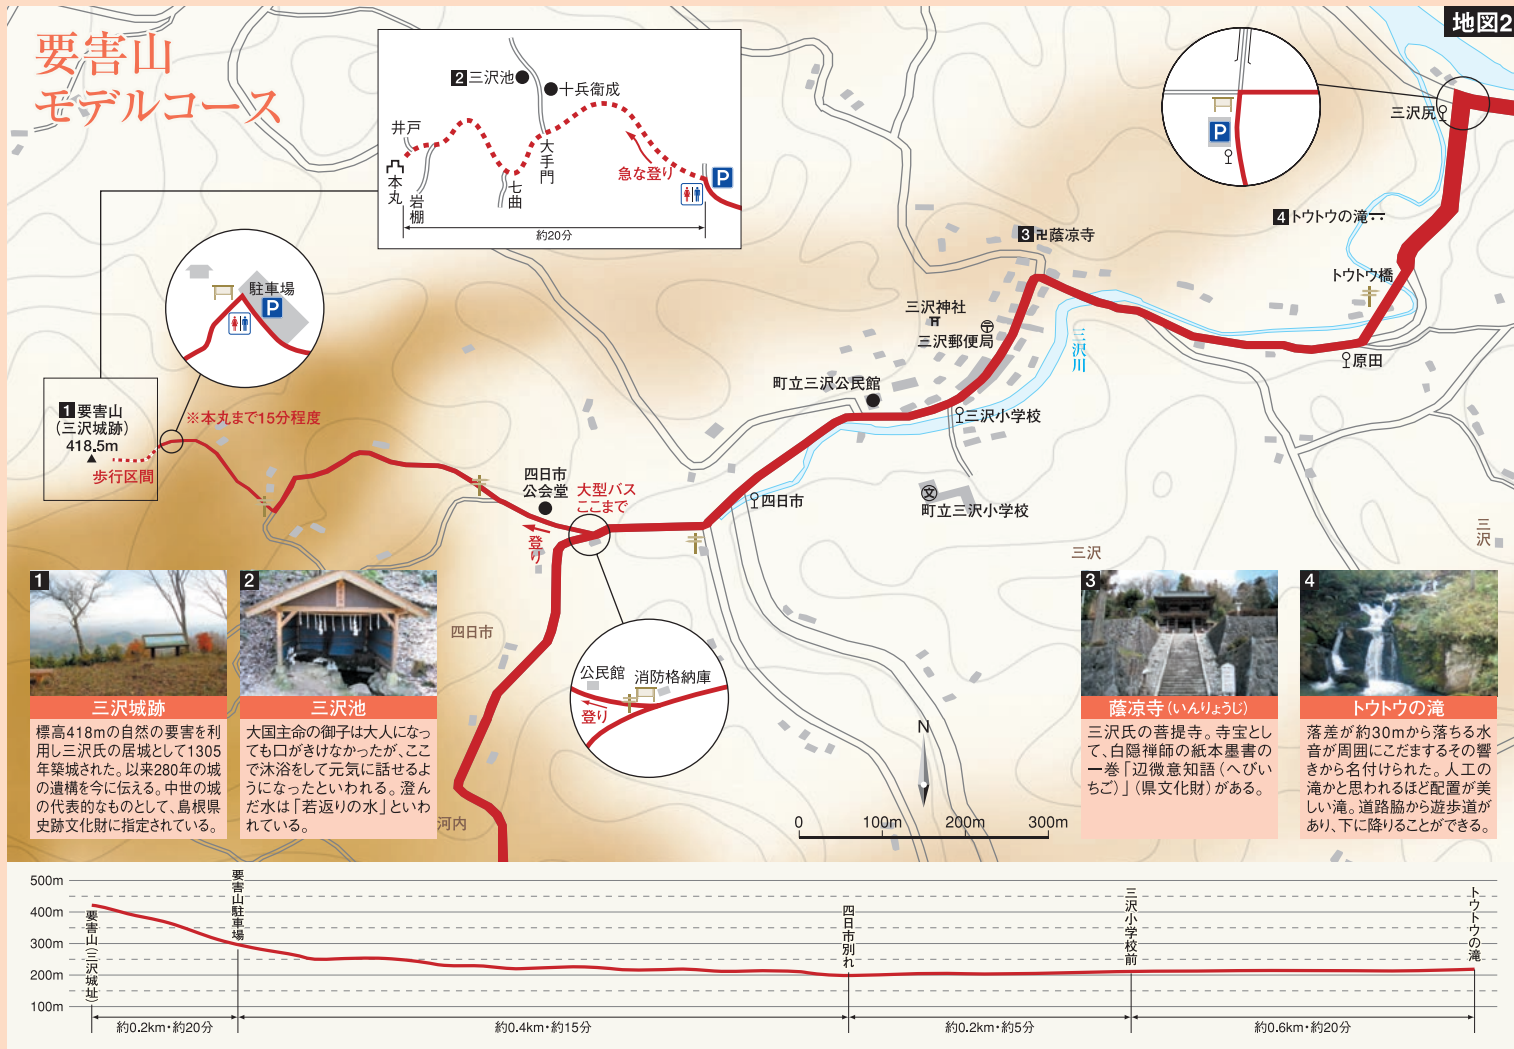 地図2
要害山
モデルコース
2 三沢池
十兵衛成
井戸
本丸
岩棚
七曲
大手門
急な登り
P
約20分
P
三沢尻
4 トウトウの滝
トウトウ橋
原田
3 卍蔭凉寺
三沢神社
三沢郵便局
三沢川
町立三沢公民館
三沢小学校
文
町立三沢小学校
四日市
三沢
三沢
駐車場
P
1 要害山
(三沢城跡)
418.5m
歩行区間
※本丸まで15分程度
四日市
公会堂
大型バス
ここまで
登り
四日市
河内
公民館
消防格納庫
登り
N
0 100m 200m 300m
1
三沢城跡
標高418mの自然の要害を利
用し三沢氏の居城として1305
年築城された。以来280年の城
の遺構を今に伝える。中世の城
の代表的なものとして、島根県
史跡文化財に指定されている。
2
三沢池
大国主命の御子は大人になっ
ても口がきけなかったが、ここ
で沐浴をして元気に話せるよ
うになったといわれる。澄ん
だ水は「若返りの水」といわ
れている。
3
蔭凉寺(いんりょうじ)
三沢氏の菩提寺。寺宝とし
て、白隠禅師の紙本墨書の
一巻「辺微意知語(へびい
ちご)」(県文化財)がある。
4
トウトウの滝
落差が約30mから落ちる水
音が周囲にこだまするその響
きから名付けられた。人工の
滝かと思われるほど配置が美
しい滝。道路脇から遊歩道が
あり、下に降りることができる。
500m
400m
300m
200m
100m
要害山(三沢城址)
要害山駐車場
四日市別れ
三沢小学校前
トウトウの滝
約0.2km・約20分
約0.4km・約15分
約0.2km・約5分
約0.6km・約20分